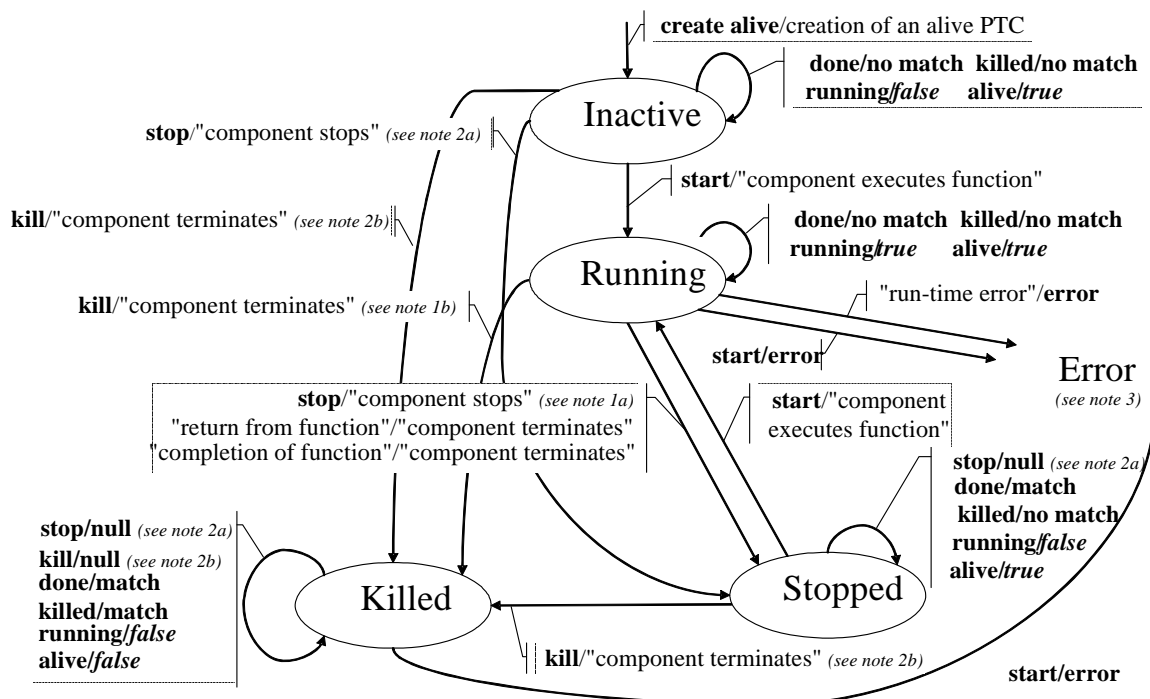 create alive/creation of an alive PTC
done/no match killed/no match
running/false alive/true
Inactive
stop/"component stops" (see note 2a)
start/"component executes function"
kill/"component terminates" (see note 2b)
done/no match killed/no match
running/true alive/true
Running
"run-time error"/error
kill/"component terminates" (see note 1b)
start/error
Error
(see note 3)
stop/"component stops" (see note 1a)
"return from function"/"component terminates"
"completion of function"/"component terminates"
start/"component
executes function"
stop/null (see note 2a)
done/match
killed/no match
running/false
alive/true
stop/null (see note 2a)
kill/null (see note 2b)
done/match
killed/match
running/false
alive/false
Killed
Stopped
kill/"component terminates" (see note 2b)
start/error